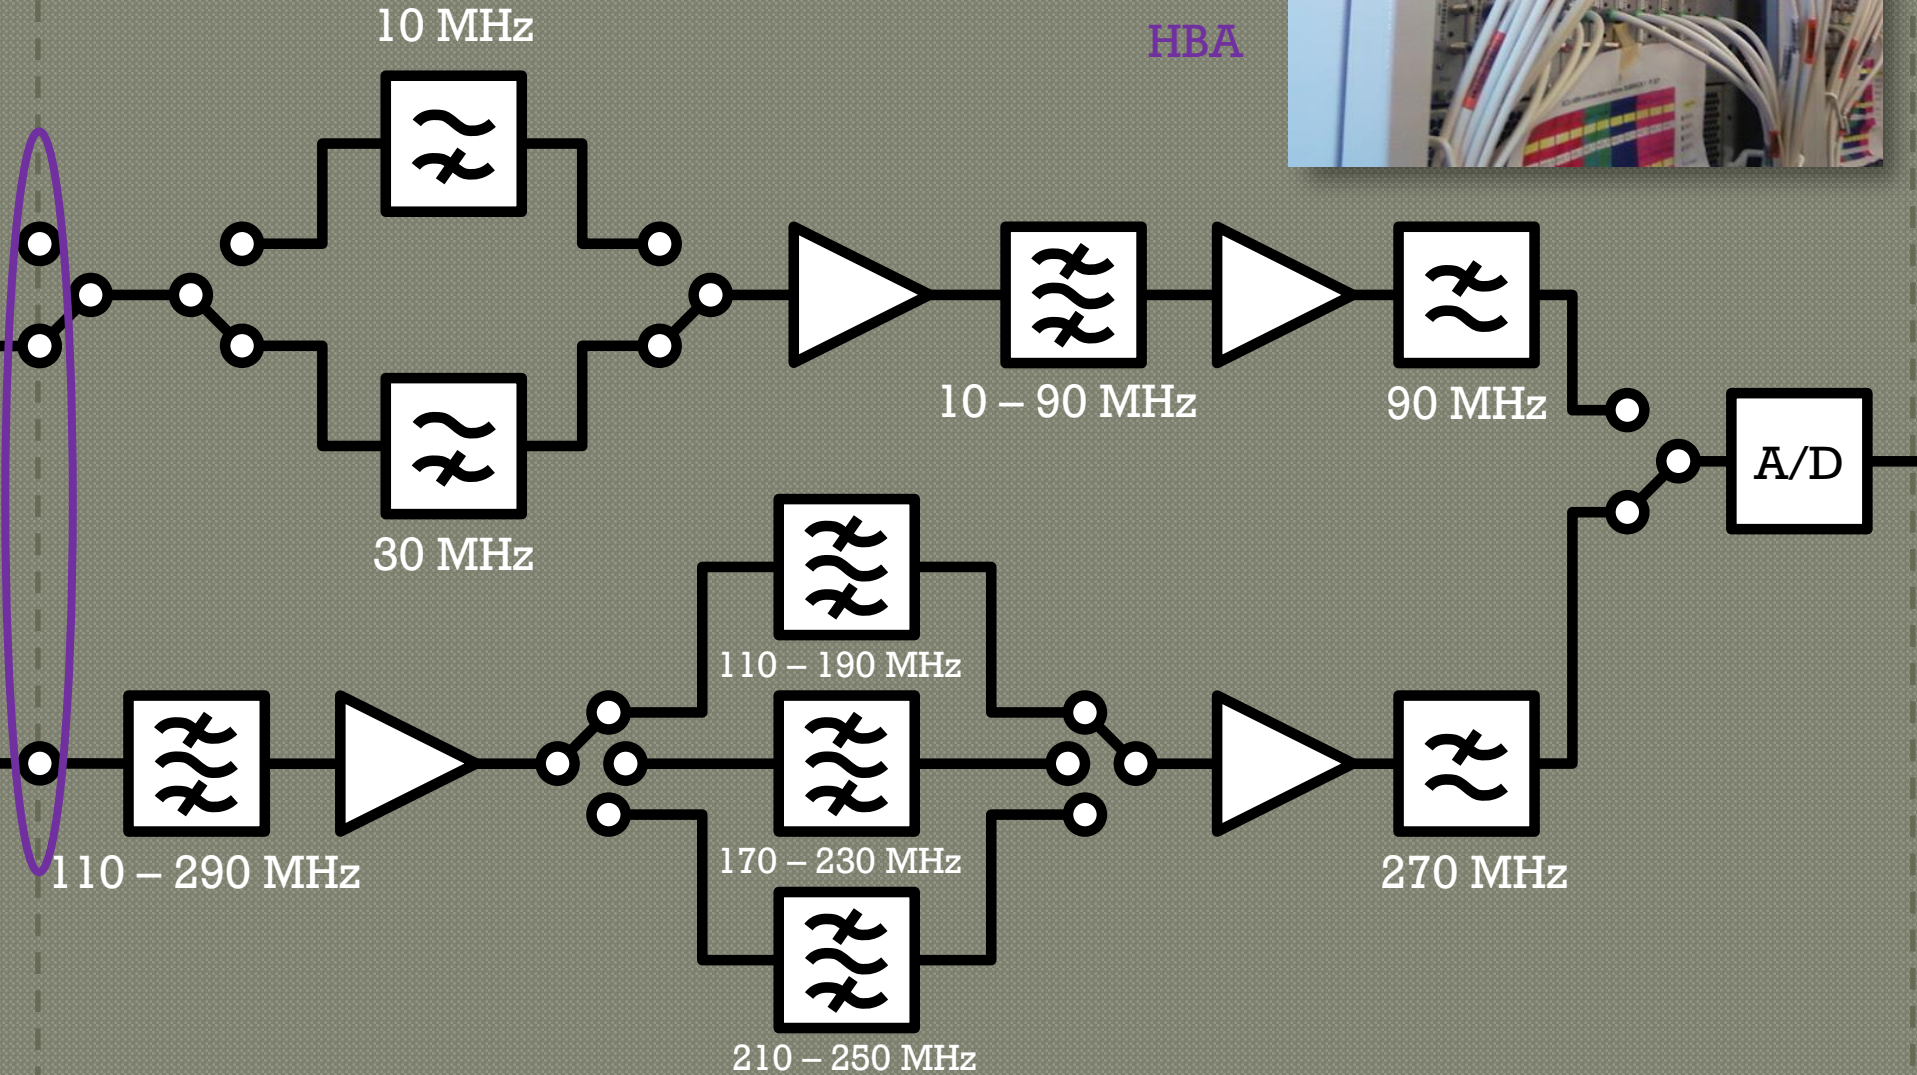 10 MHz
HBA
10 – 90 MHz
90 MHz
A/D
30 MHz
110 – 190 MHz
170 – 230 MHz
110 – 290 MHz
270 MHz
210 – 250 MHz